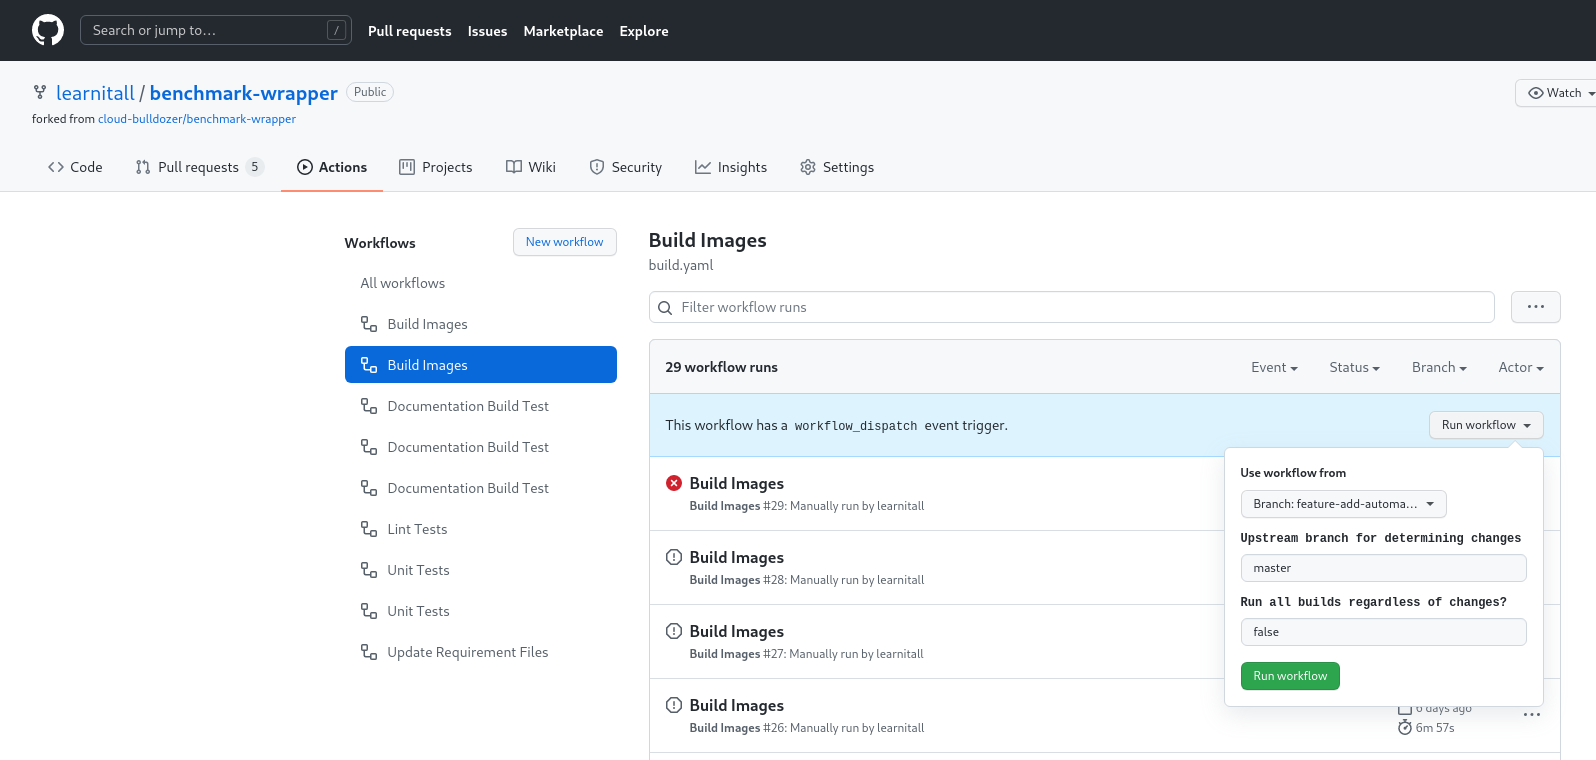 Search or jump to… /
Pull requests Issues Marketplace Explore
learnitall / benchmark-wrapper Public
Watch
forked from cloud-bulldozer/benchmark-wrapper
Code Pull requests 5 Actions Projects Wiki Security Insights Settings
Workflows
New workflow
All workflows
Build Images
Build Images
Documentation Build Test
Documentation Build Test
Documentation Build Test
Lint Tests
Unit Tests
Unit Tests
Update Requirement Files
Build Images
build.yaml
Filter workflow runs
29 workflow runs
Event Status Branch Actor
This workflow has a workflow_dispatch event trigger.
Run workflow
Use workflow from
Branch: feature-add-automa...
Upstream branch for determining changes
master
Run all builds regardless of changes?
false
Run workflow
Build Images
Build Images #29: Manually run by learnitall
Build Images
Build Images #28: Manually run by learnitall
Build Images
Build Images #27: Manually run by learnitall
Build Images
Build Images #26: Manually run by learnitall
6 days ago
6m 57s